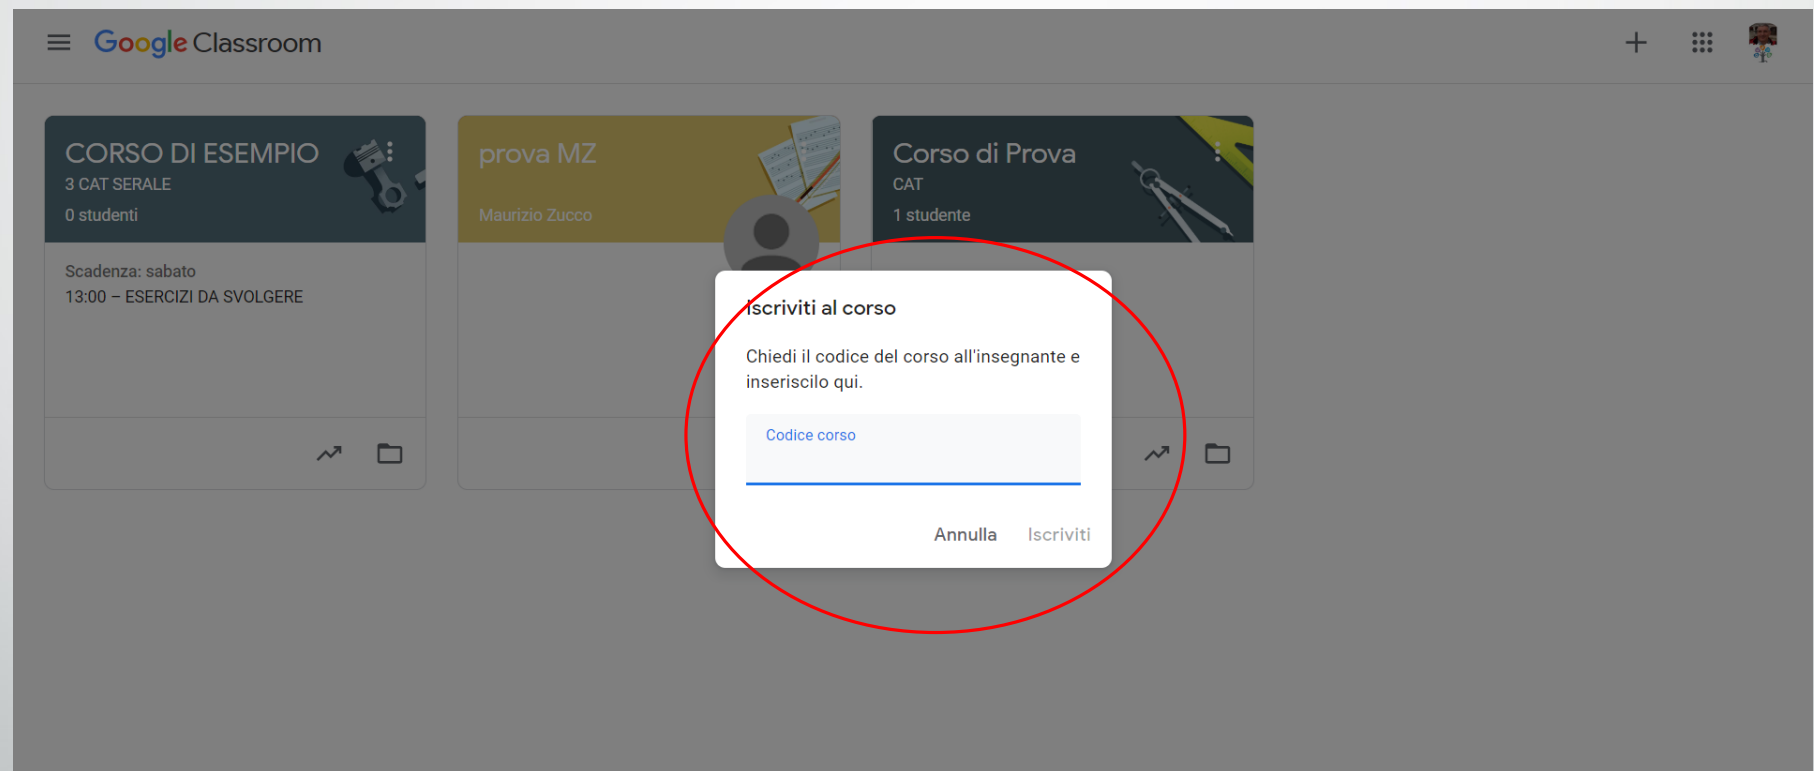 Google Classroom
CORSO DI ESEMPIO
3 CAT SERALE
0 studenti
Scadenza: sabato
13:00 – ESERCIZI DA SVOLGERE
prova MZ
Maurizio Zucco
Corso di Prova
CAT
1 studente
Iscriviti al corso
Chiedi il codice del corso all'insegnante e
inseriscilo qui.
Codice corso
Annulla Iscriviti